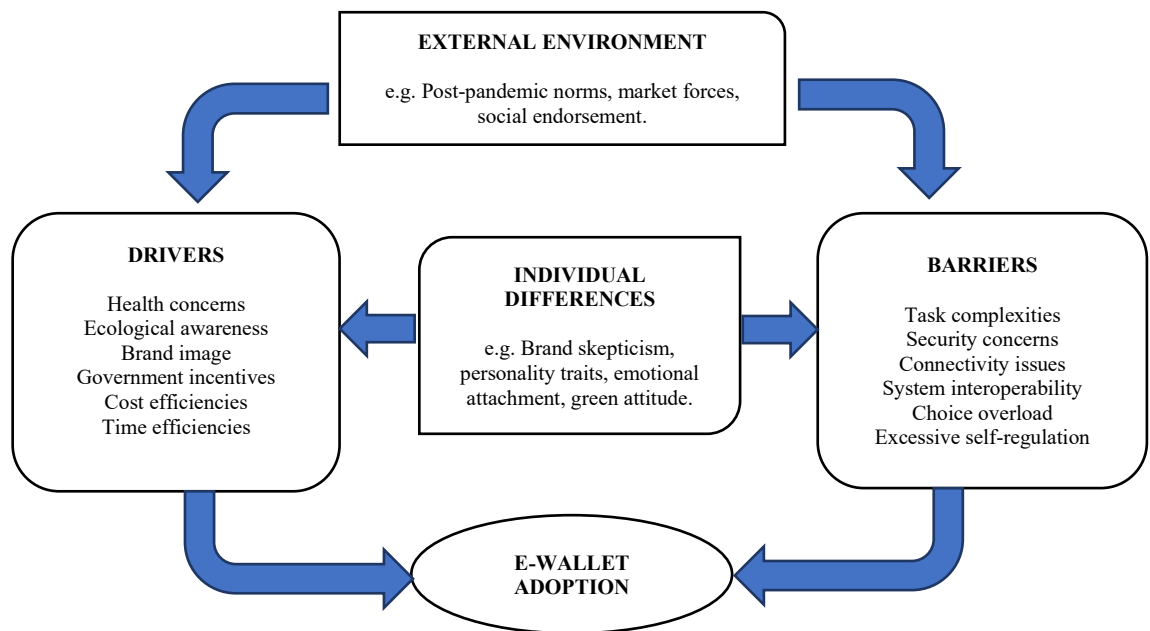 EXTERNAL ENVIRONMENT
e.g. Post-pandemic norms, market forces,
social endorsement.
DRIVERS
Health concerns
Ecological awareness
Brand image
Government incentives
Cost efficiencies
Time efficiencies
INDIVIDUAL
DIFFERENCES
e.g. Brand skepticism,
personality traits, emotional
attachment, green attitude.
BARRIERS
Task complexities
Security concerns
Connectivity issues
System interoperability
Choice overload
Excessive self-regulation
E-WALLET
ADOPTION